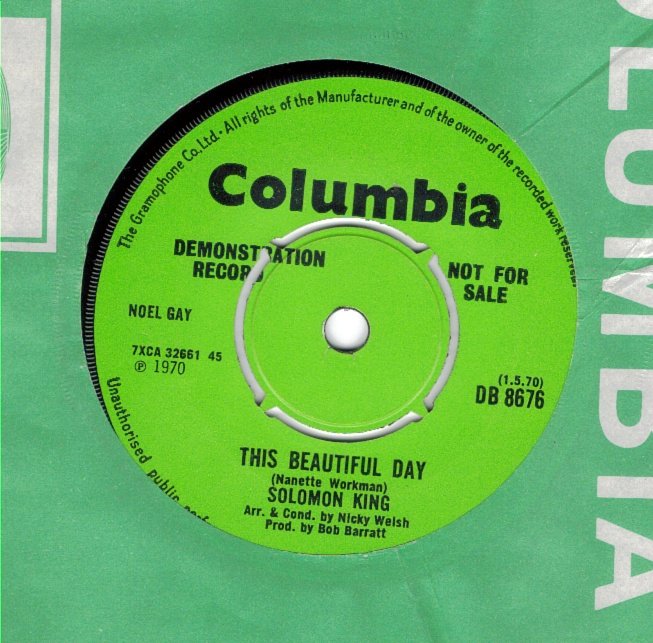 The Gramophone Co. Ltd. · All rights of the Manufacturer and of the owner of the recorded work reserved.
Columbia
DEMONSTRATION
RECORD
NOT FOR
SALE
NOEL GAY
7XCA 32661 45
℗ 1970
(1.5.70)
DB 8676
Unauthorised public
THIS BEAUTIFUL DAY
(Nanette Workman)
SOLOMON KING
Arr. & Cond. by Nicky Welsh
Prod. by Bob Barratt
OLUMBIA